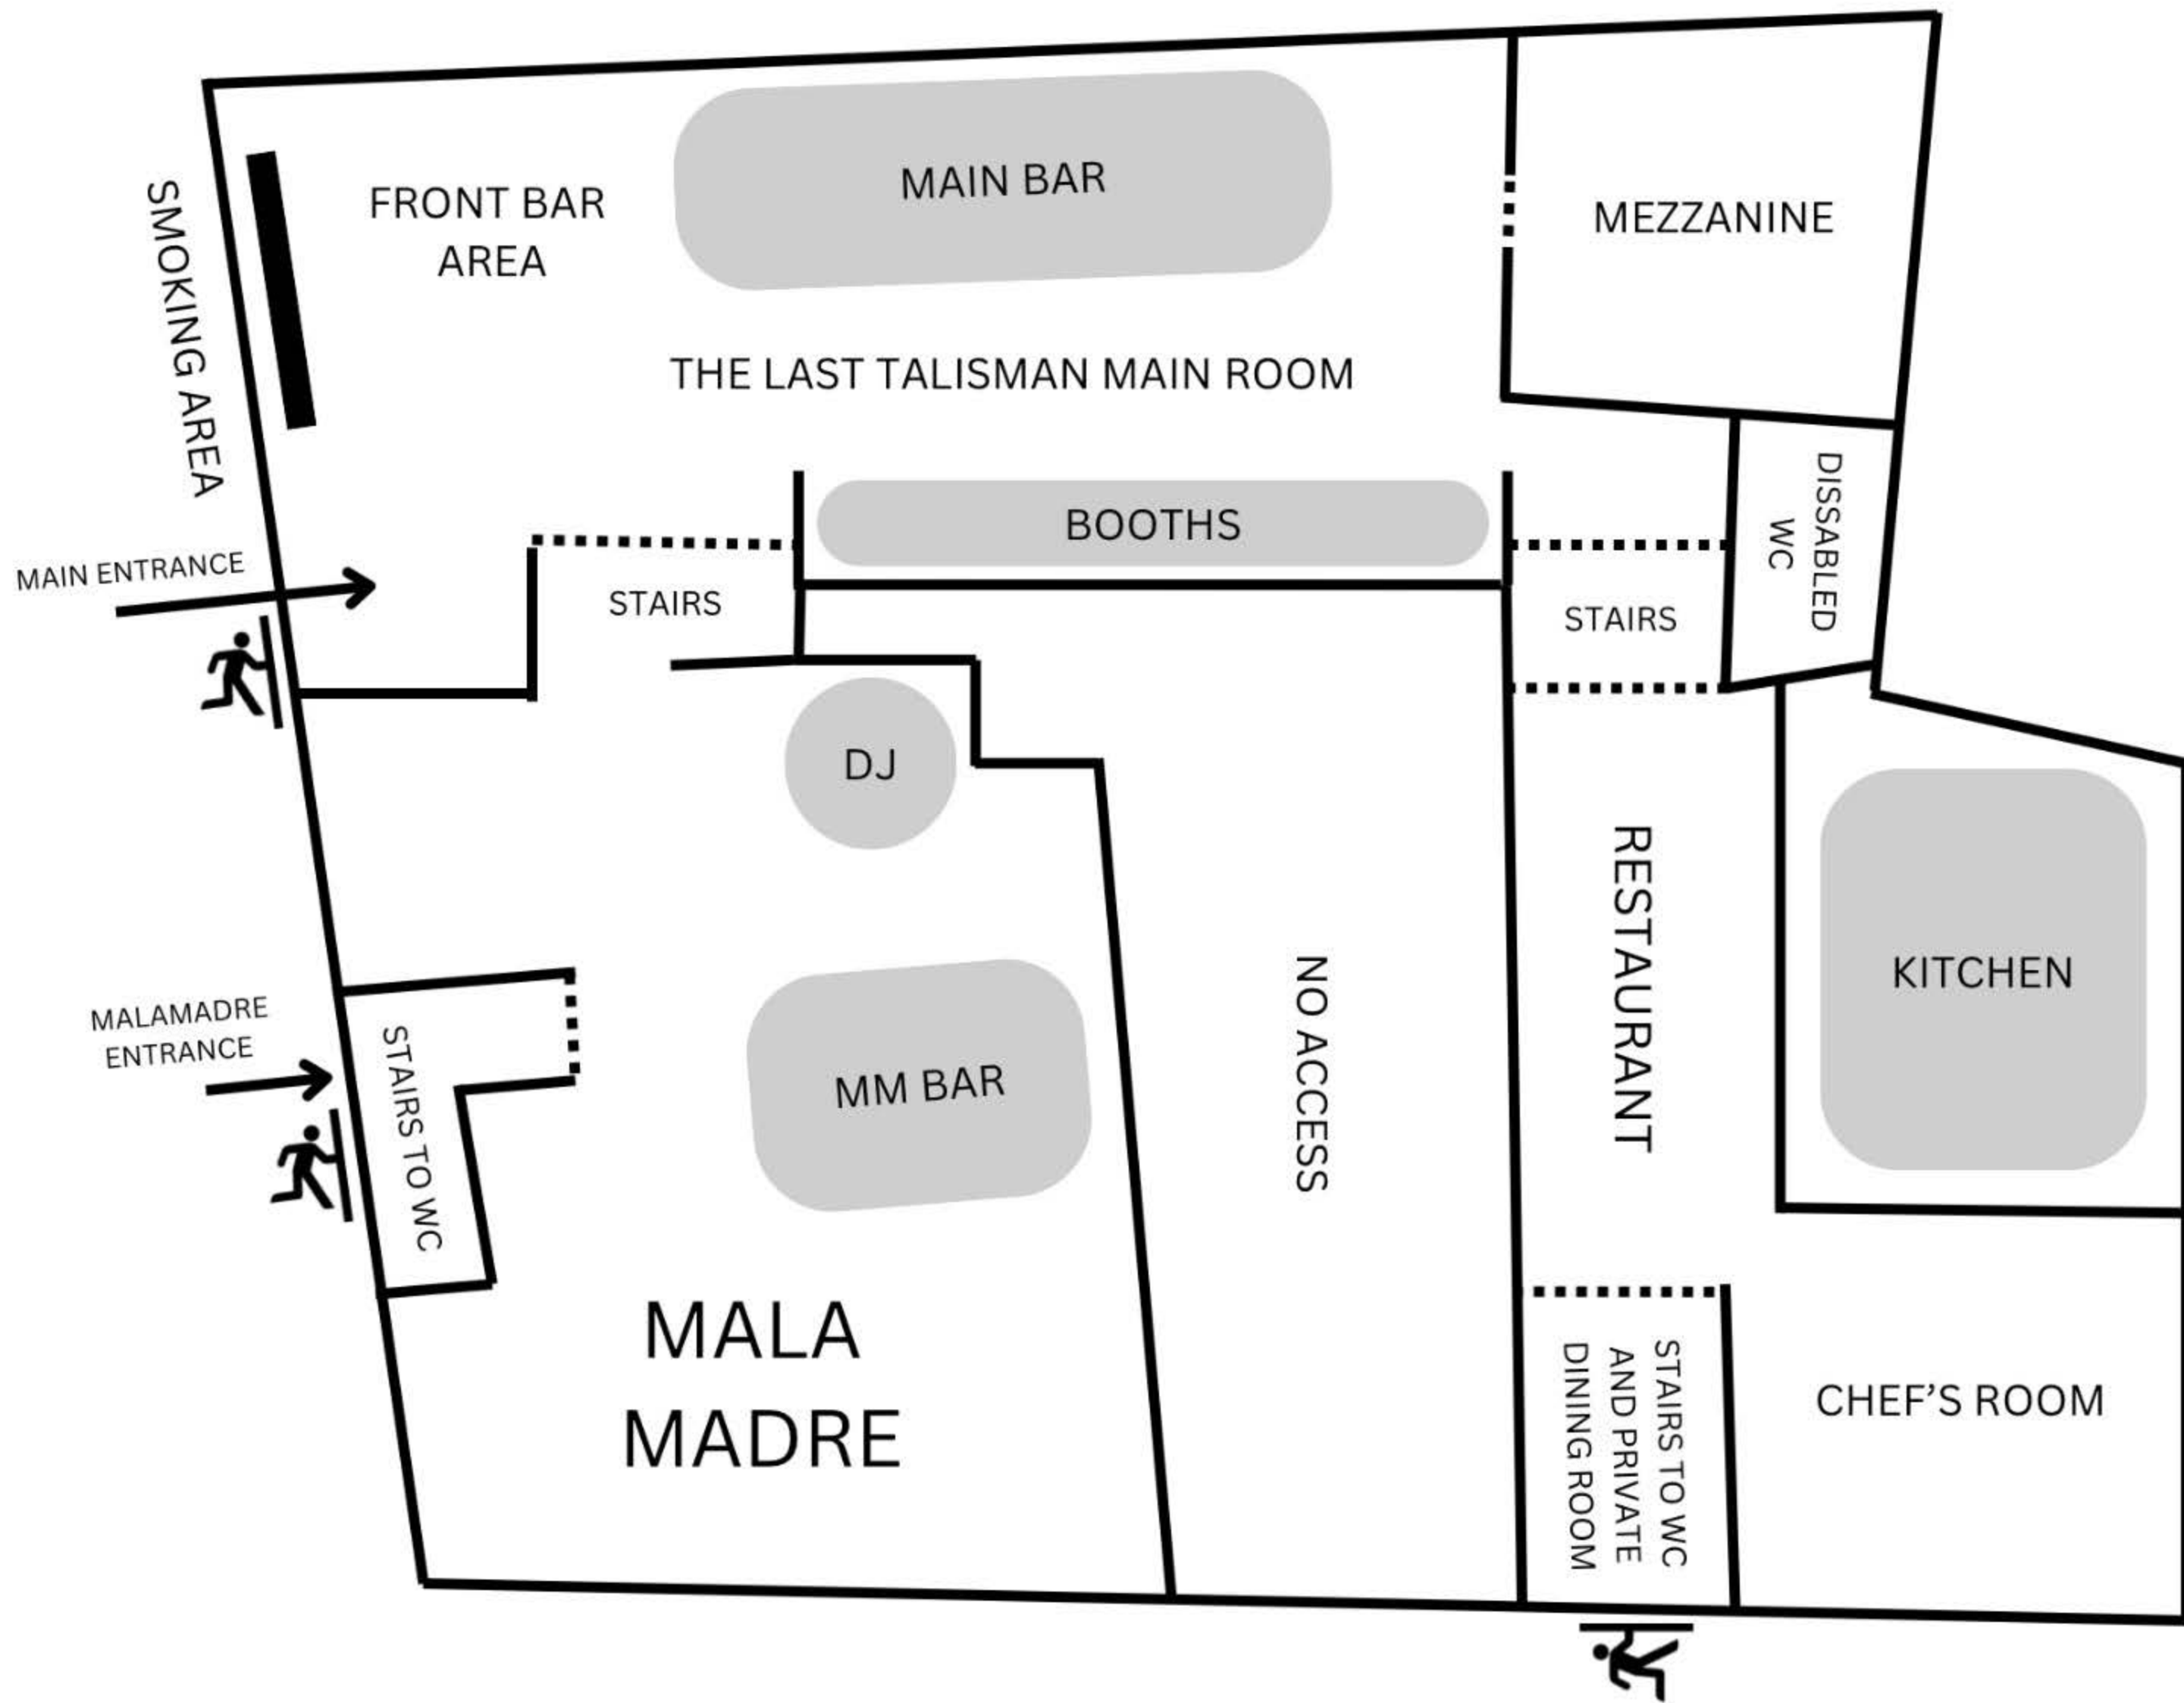 MAIN BAR
FRONT BAR
AREA
MEZZANINE
SMOKING AREA
THE LAST TALISMAN MAIN ROOM
BOOTHS
DISSABLED
WC
MAIN ENTRANCE
STAIRS
STAIRS
DJ
RESTAURANT
KITCHEN
NO ACCESS
MALAMADRE
ENTRANCE
STAIRS TO WC
MM BAR
MALA
MADRE
STAIRS TO WC
AND PRIVATE
DINING ROOM
CHEF'S ROOM